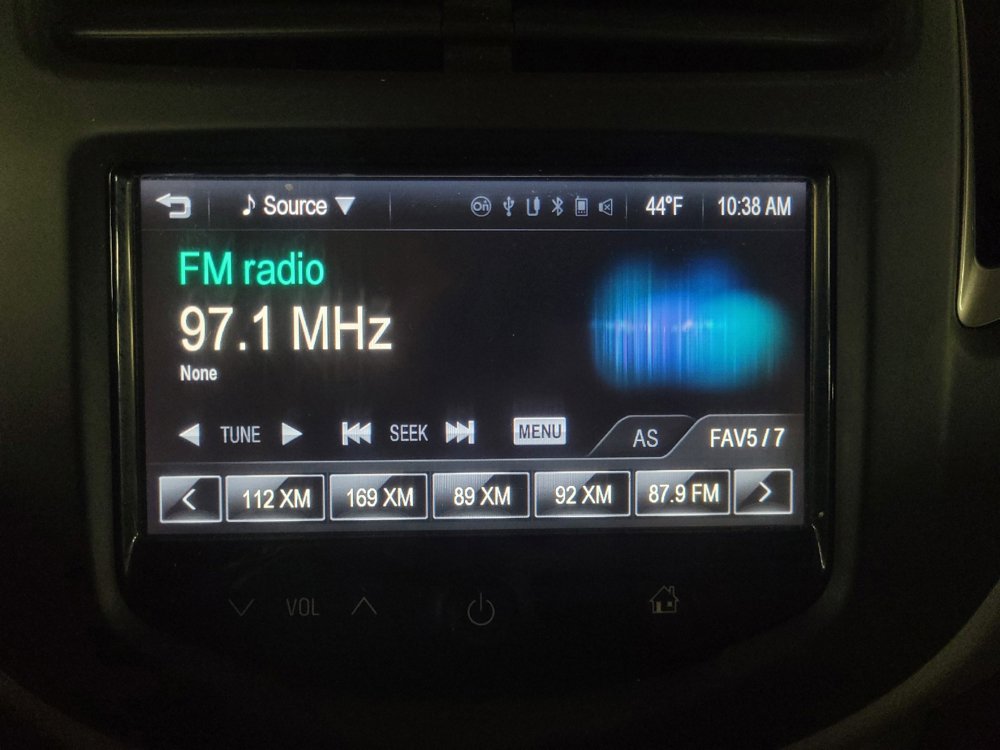 Source 44°F 10:38 AM
FM radio
97.1 MHz
None
TUNE SEEK MENU AS FAV5 / 7
< 112 XM 169 XM 89 XM 92 XM 87.9 FM >
VOL